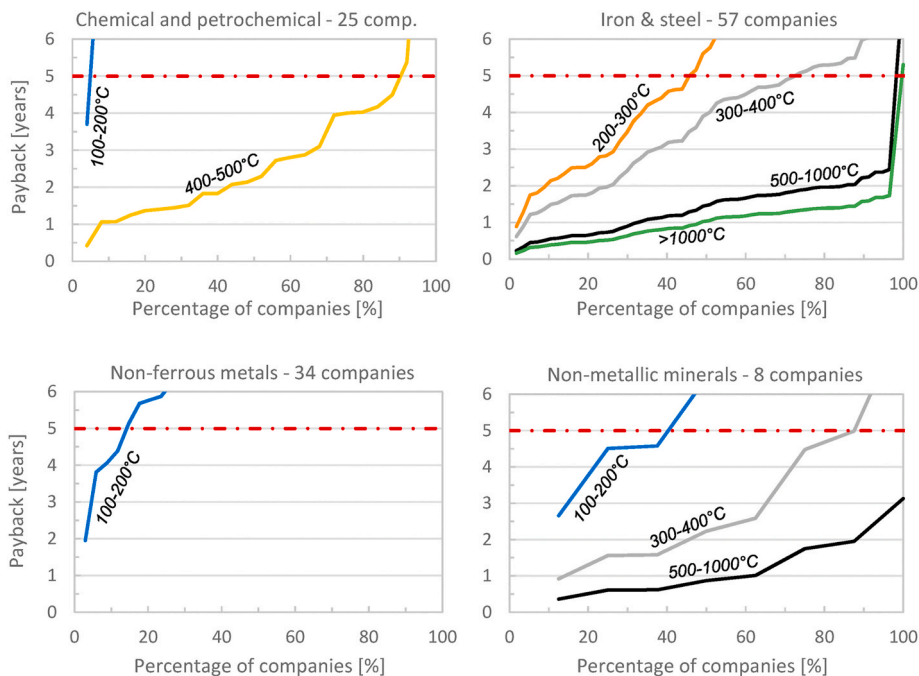 Chemical and petrochemical - 25 comp.
6
5
4
3
2
1
0
Payback [years]
100-200°C
400-500°C
0 20 40 60 80 100
Percentage of companies [%]
Iron & steel - 57 companies
6
5
4
3
2
1
0
200-300°C
300-400°C
500-1000°C
>1000°C
0 20 40 60 80 100
Percentage of companies [%]
Non-ferrous metals - 34 companies
6
5
4
3
2
1
0
Payback [years]
100-200°C
0 20 40 60 80 100
Percentage of companies [%]
Non-metallic minerals - 8 companies
6
5
4
3
2
1
0
100-200°C
300-400°C
500-1000°C
0 20 40 60 80 100
Percentage of companies [%]